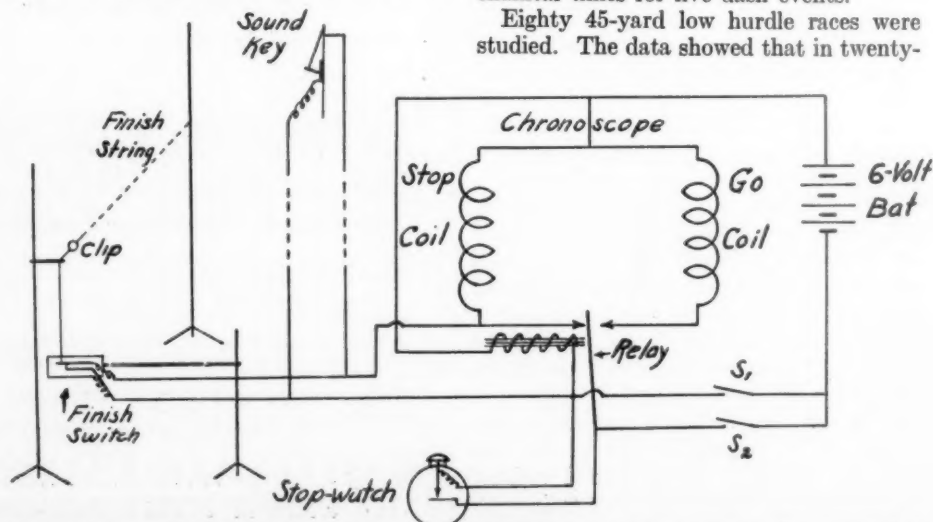 Eighty 45-yard low hurdle races were
studied. The data showed that in twenty-
Sound
Key
Finish
String
Clip
Chronoscope
Stop
Coil
Go
Coil
6-Volt
Bat
Relay
S₁
S₂
Finish
Switch
Stop-watch